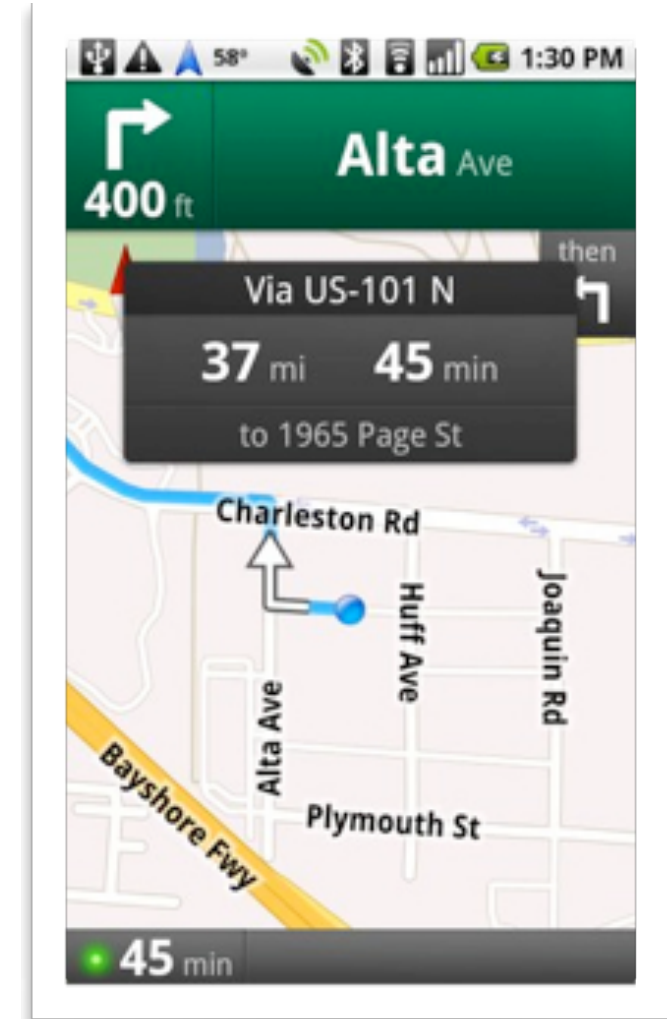 58° 1:30 PM
400 ft
Alta Ave
then
Via US-101 N
37 mi 45 min
to 1965 Page St
Charleston Rd
Huff Ave
Joaquin Rd
Alta Ave
Bayshore Fwy
Plymouth St
45 min